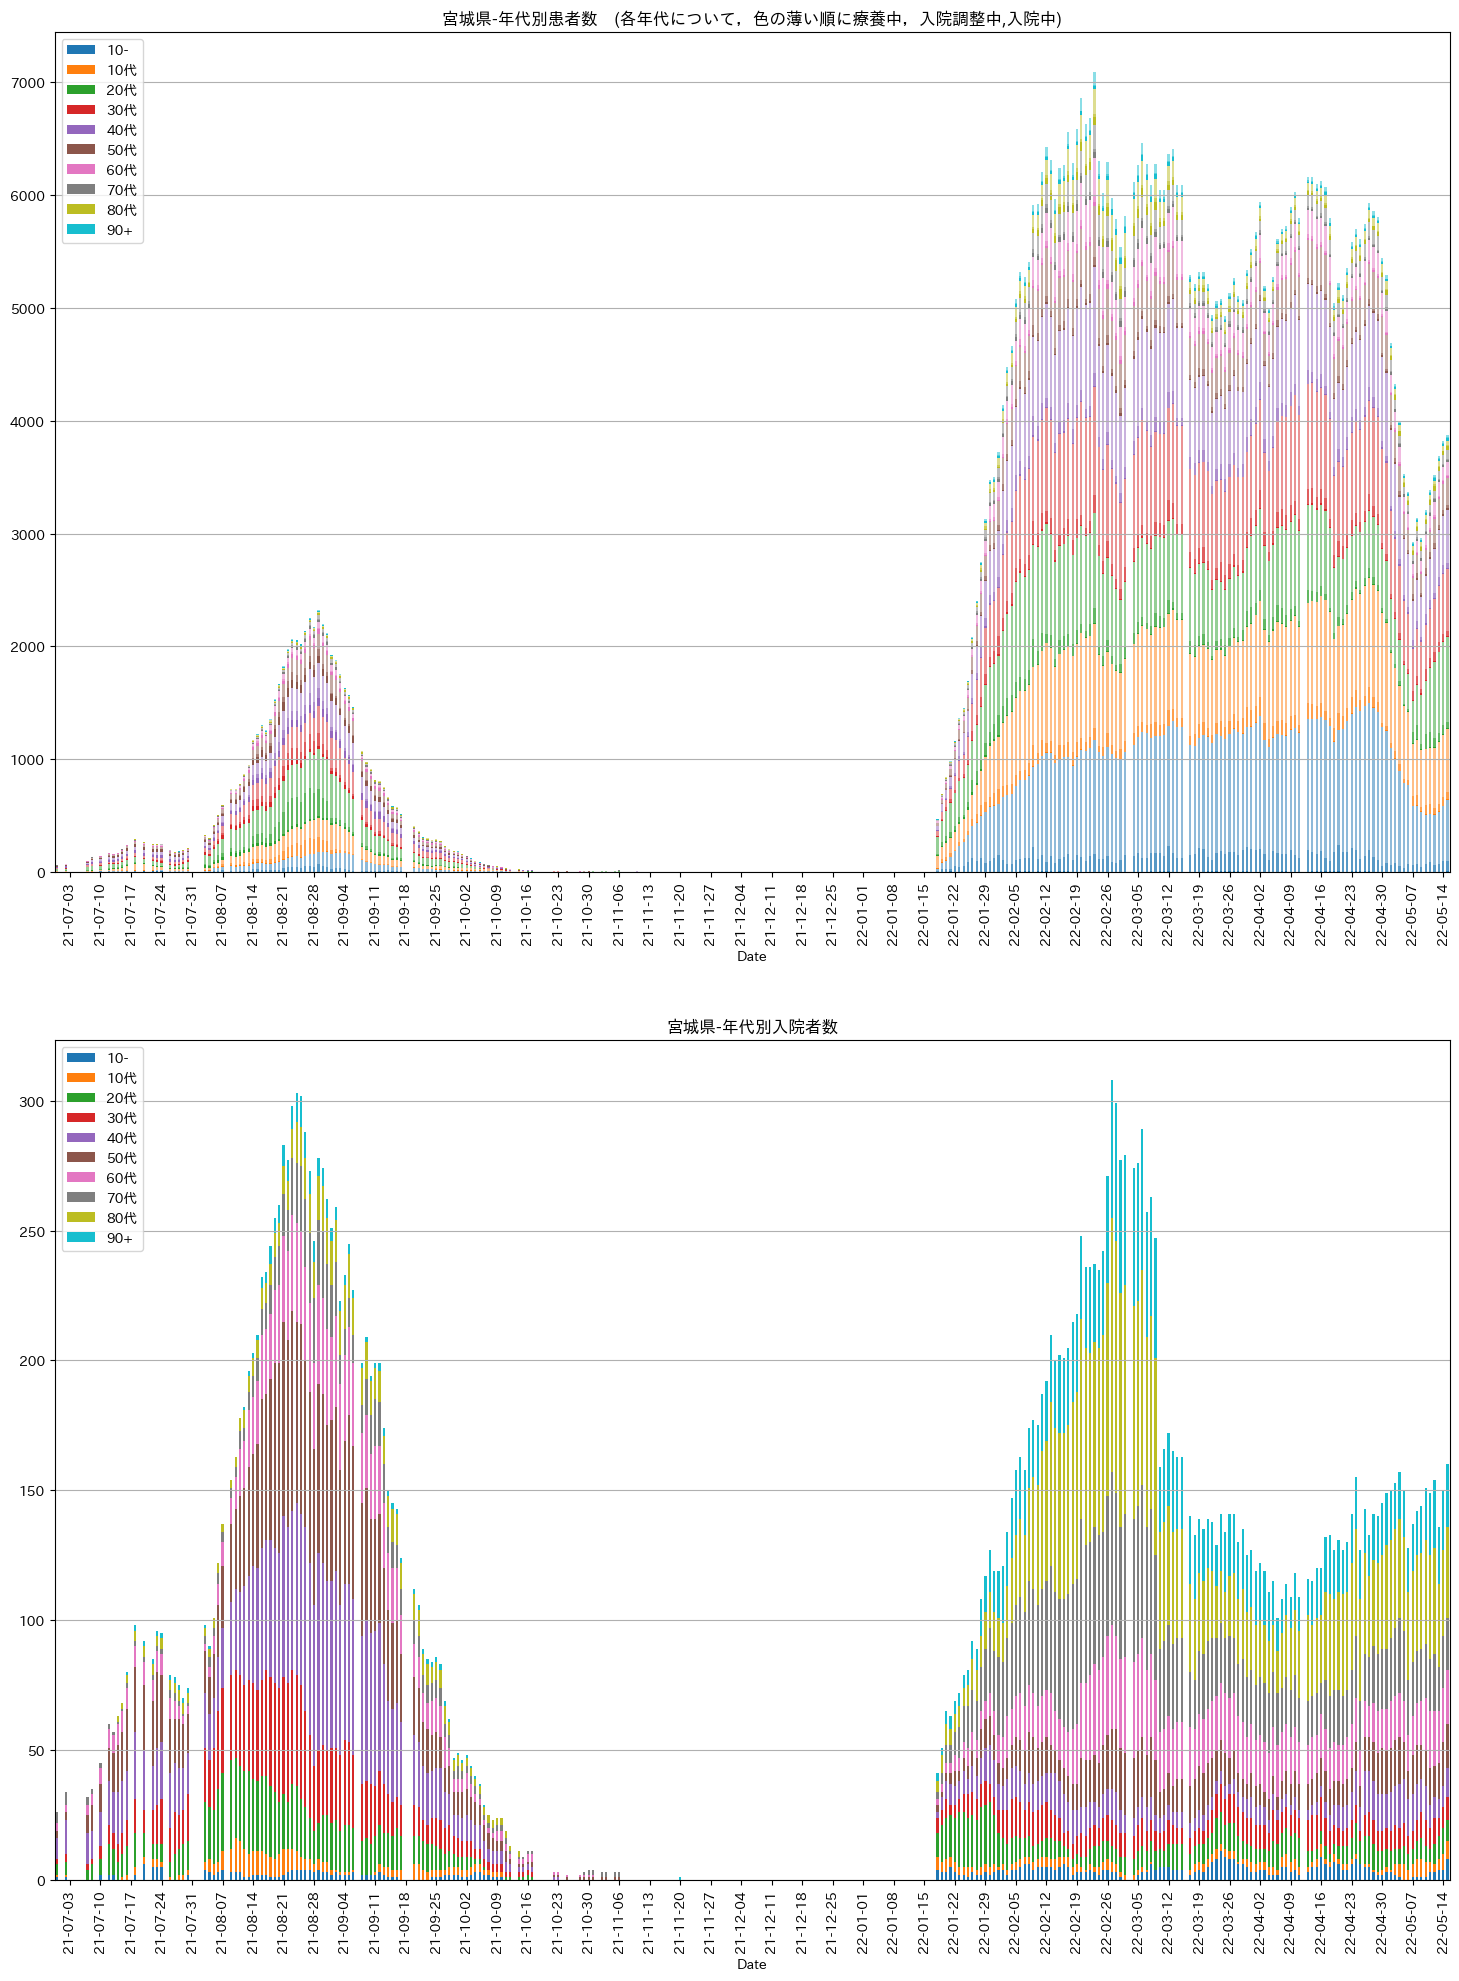 宮城県-年代別患者数　(各年代について，色の薄い順に療養中，入院調整中,入院中)
10-
10代
20代
30代
40代
50代
60代
70代
80代
90+
7000
6000
5000
4000
3000
2000
1000
0
21-07-03 21-07-10 21-07-17 21-07-24 21-07-31 21-08-07 21-08-14 21-08-21 21-08-28 21-09-04 21-09-11 21-09-18 21-09-25 21-10-02 21-10-09 21-10-16 21-10-23 21-10-30 21-11-06 21-11-13 21-11-20 21-11-27 21-12-04 21-12-11 21-12-18 21-12-25 22-01-01 22-01-08 22-01-15 22-01-22 22-01-29 22-02-05 22-02-12 22-02-19 22-02-26 22-03-05 22-03-12 22-03-19 22-03-26 22-04-02 22-04-09 22-04-16 22-04-23 22-04-30 22-05-07 22-05-14
Date
宮城県-年代別入院者数
10-
10代
20代
30代
40代
50代
60代
70代
80代
90+
300
250
200
150
100
50
0
21-07-03 21-07-10 21-07-17 21-07-24 21-07-31 21-08-07 21-08-14 21-08-21 21-08-28 21-09-04 21-09-11 21-09-18 21-09-25 21-10-02 21-10-09 21-10-16 21-10-23 21-10-30 21-11-06 21-11-13 21-11-20 21-11-27 21-12-04 21-12-11 21-12-18 21-12-25 22-01-01 22-01-08 22-01-15 22-01-22 22-01-29 22-02-05 22-02-12 22-02-19 22-02-26 22-03-05 22-03-12 22-03-19 22-03-26 22-04-02 22-04-09 22-04-16 22-04-23 22-04-30 22-05-07 22-05-14
Date